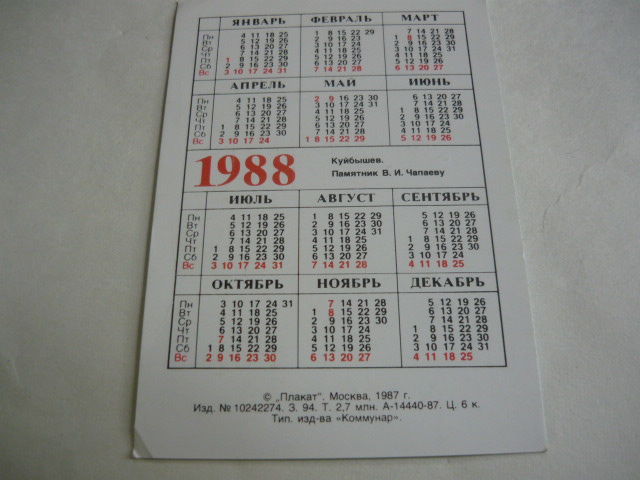 ЯНВАРЬ ФЕВРАЛЬ МАРТ
Пн 4 11 18 25 1 8 15 22 29 7 14 21 28
Вт 5 12 19 26 2 9 16 23 1 8 15 22 29
Ср 6 13 20 27 3 10 17 24 2 9 16 23 30
Чт 7 14 21 28 4 11 18 25 3 10 17 24 31
Пт 1 8 15 22 29 5 12 19 26 4 11 18 25
Сб 2 9 16 23 30 6 13 20 27 5 12 19 26
Вс 3 10 17 24 31 7 14 21 28 6 13 20 27
АПРЕЛЬ МАЙ ИЮНЬ
Пн 4 11 18 25 2 9 16 23 30 6 13 20 27
Вт 5 12 19 26 3 10 17 24 31 7 14 21 28
Ср 6 13 20 27 4 11 18 25 1 8 15 22 29
Чт 7 14 21 28 5 12 19 26 2 9 16 23 30
Пт 1 8 15 22 29 6 13 20 27 3 10 17 24
Сб 2 9 16 23 30 7 14 21 28 4 11 18 25
Вс 3 10 17 24 1 8 15 22 29 5 12 19 26
1988 Куйбышев.
Памятник В. И. Чапаеву
ИЮЛЬ АВГУСТ СЕНТЯБРЬ
Пн 4 11 18 25 1 8 15 22 29 5 12 19 26
Вт 5 12 19 26 2 9 16 23 30 6 13 20 27
Ср 6 13 20 27 3 10 17 24 31 7 14 21 28
Чт 7 14 21 28 4 11 18 25 1 8 15 22 29
Пт 1 8 15 22 29 5 12 19 26 2 9 16 23 30
Сб 2 9 16 23 30 6 13 20 27 3 10 17 24
Вс 3 10 17 24 31 7 14 21 28 4 11 18 25
ОКТЯБРЬ НОЯБРЬ ДЕКАБРЬ
Пн 3 10 17 24 31 7 14 21 28 5 12 19 26
Вт 4 11 18 25 1 8 15 22 29 6 13 20 27
Ср 5 12 19 26 2 9 16 23 30 7 14 21 28
Чт 6 13 20 27 3 10 17 24 1 8 15 22 29
Пт 7 14 21 28 4 11 18 25 2 9 16 23 30
Сб 1 8 15 22 29 5 12 19 26 3 10 17 24 31
Вс 2 9 16 23 30 6 13 20 27 4 11 18 25
© „Плакат". Москва, 1987 г.
Изд. № 10242274. З. 94. Т. 2,7 млн. А-14440-87. Ц. 6 к.
Тип. изд-ва «Коммунар».